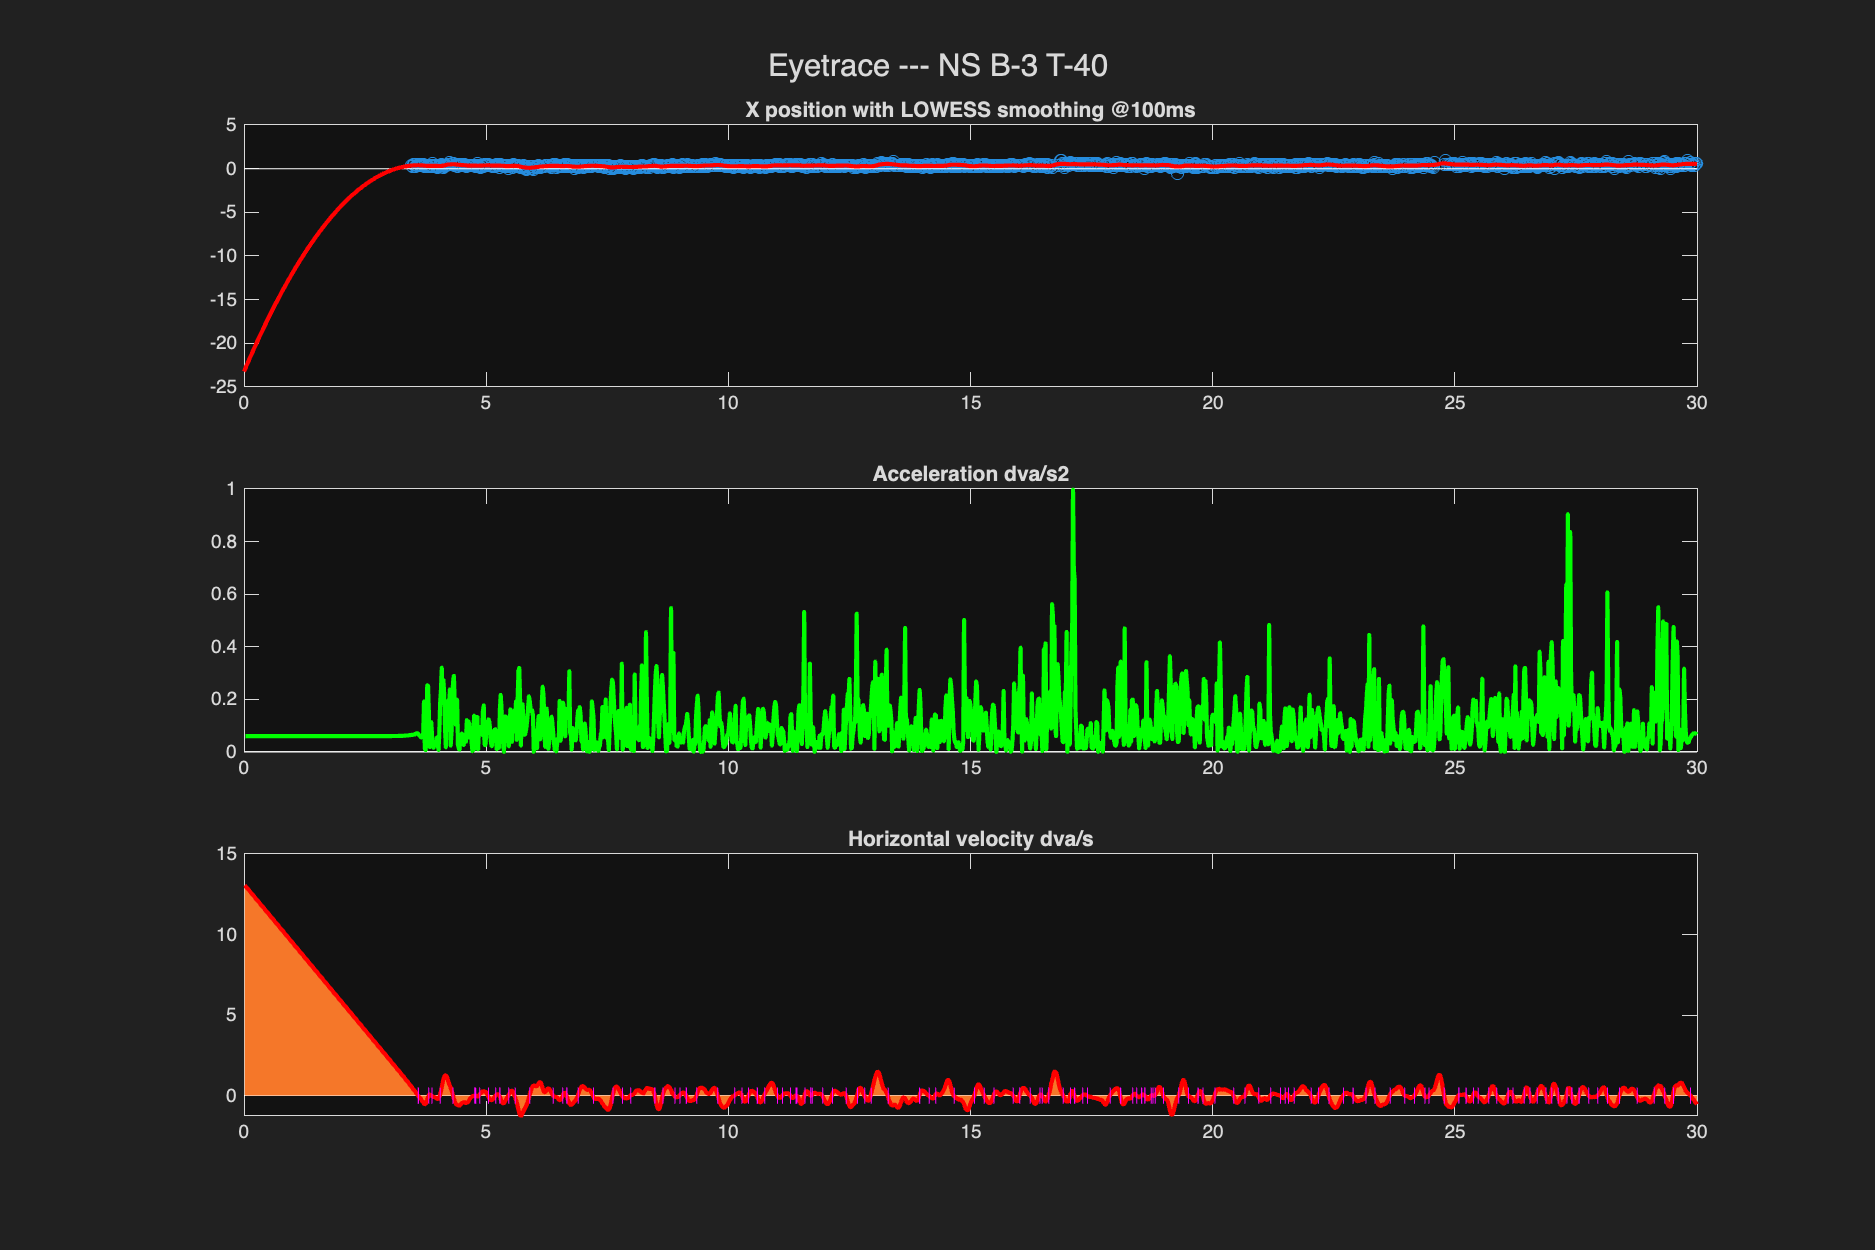 Eyetrace --- NS B-3 T-40
X position with LOWESS smoothing @100ms
5
0
-5
-10
-15
-20
-25
0 5 10 15 20 25 30
Acceleration dva/s2
1
0.8
0.6
0.4
0.2
0
0 5 10 15 20 25 30
Horizontal velocity dva/s
15
10
5
0
0 5 10 15 20 25 30